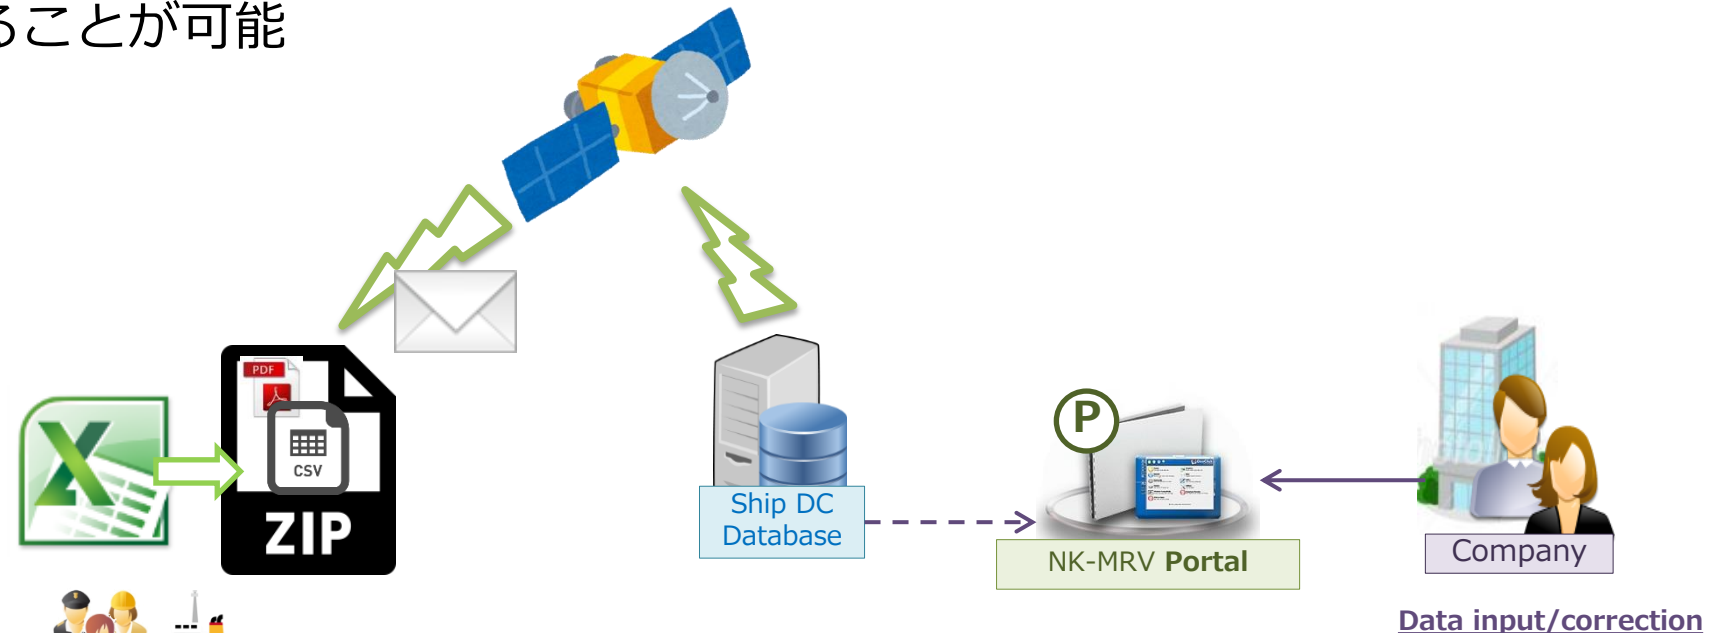 ることが可能
PDF
CSV
ZIP
Ship DC
Database
P
NK-MRV Portal
Company
Data input/correction